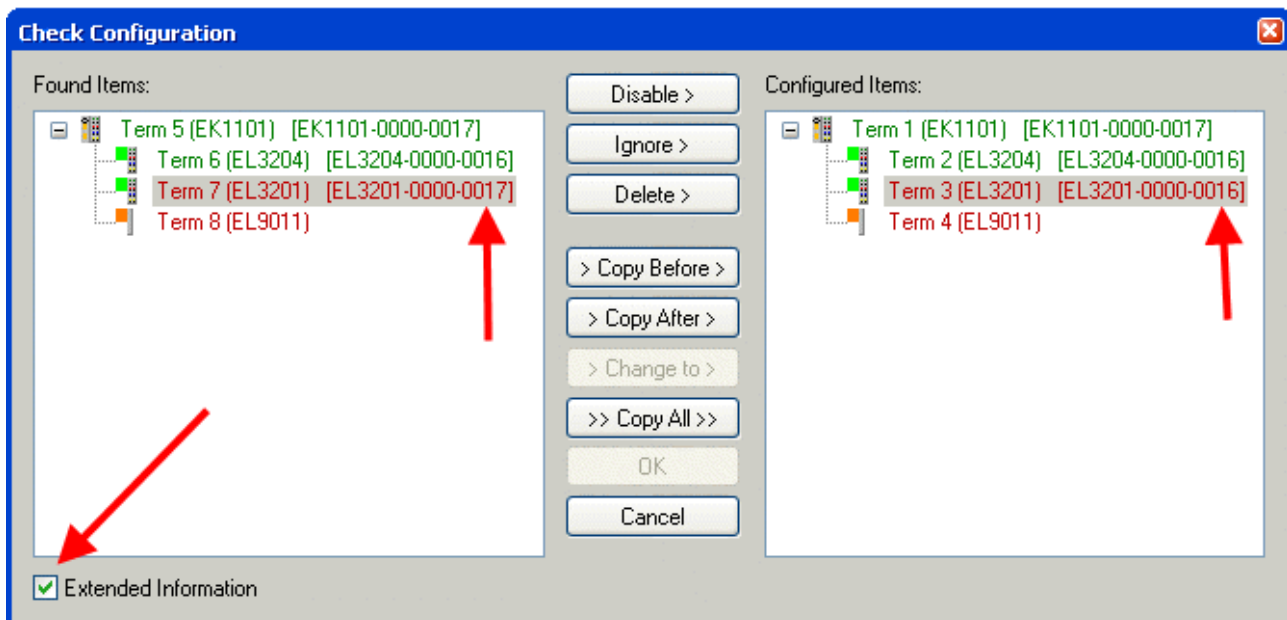 Check Configuration
Found Items:
Term 5 (EK1101) [EK1101-0000-0017]
Term 6 (EL3204) [EL3204-0000-0016]
Term 7 (EL3201) [EL3201-0000-0017]
Term 8 (EL9011)
Disable >
Ignore >
Delete >
> Copy Before >
> Copy After >
> Change to >
>> Copy All >>
OK
Cancel
Configured Items:
Term 1 (EK1101) [EK1101-0000-0017]
Term 2 (EL3204) [EL3204-0000-0016]
Term 3 (EL3201) [EL3201-0000-0016]
Term 4 (EL9011)
Extended Information